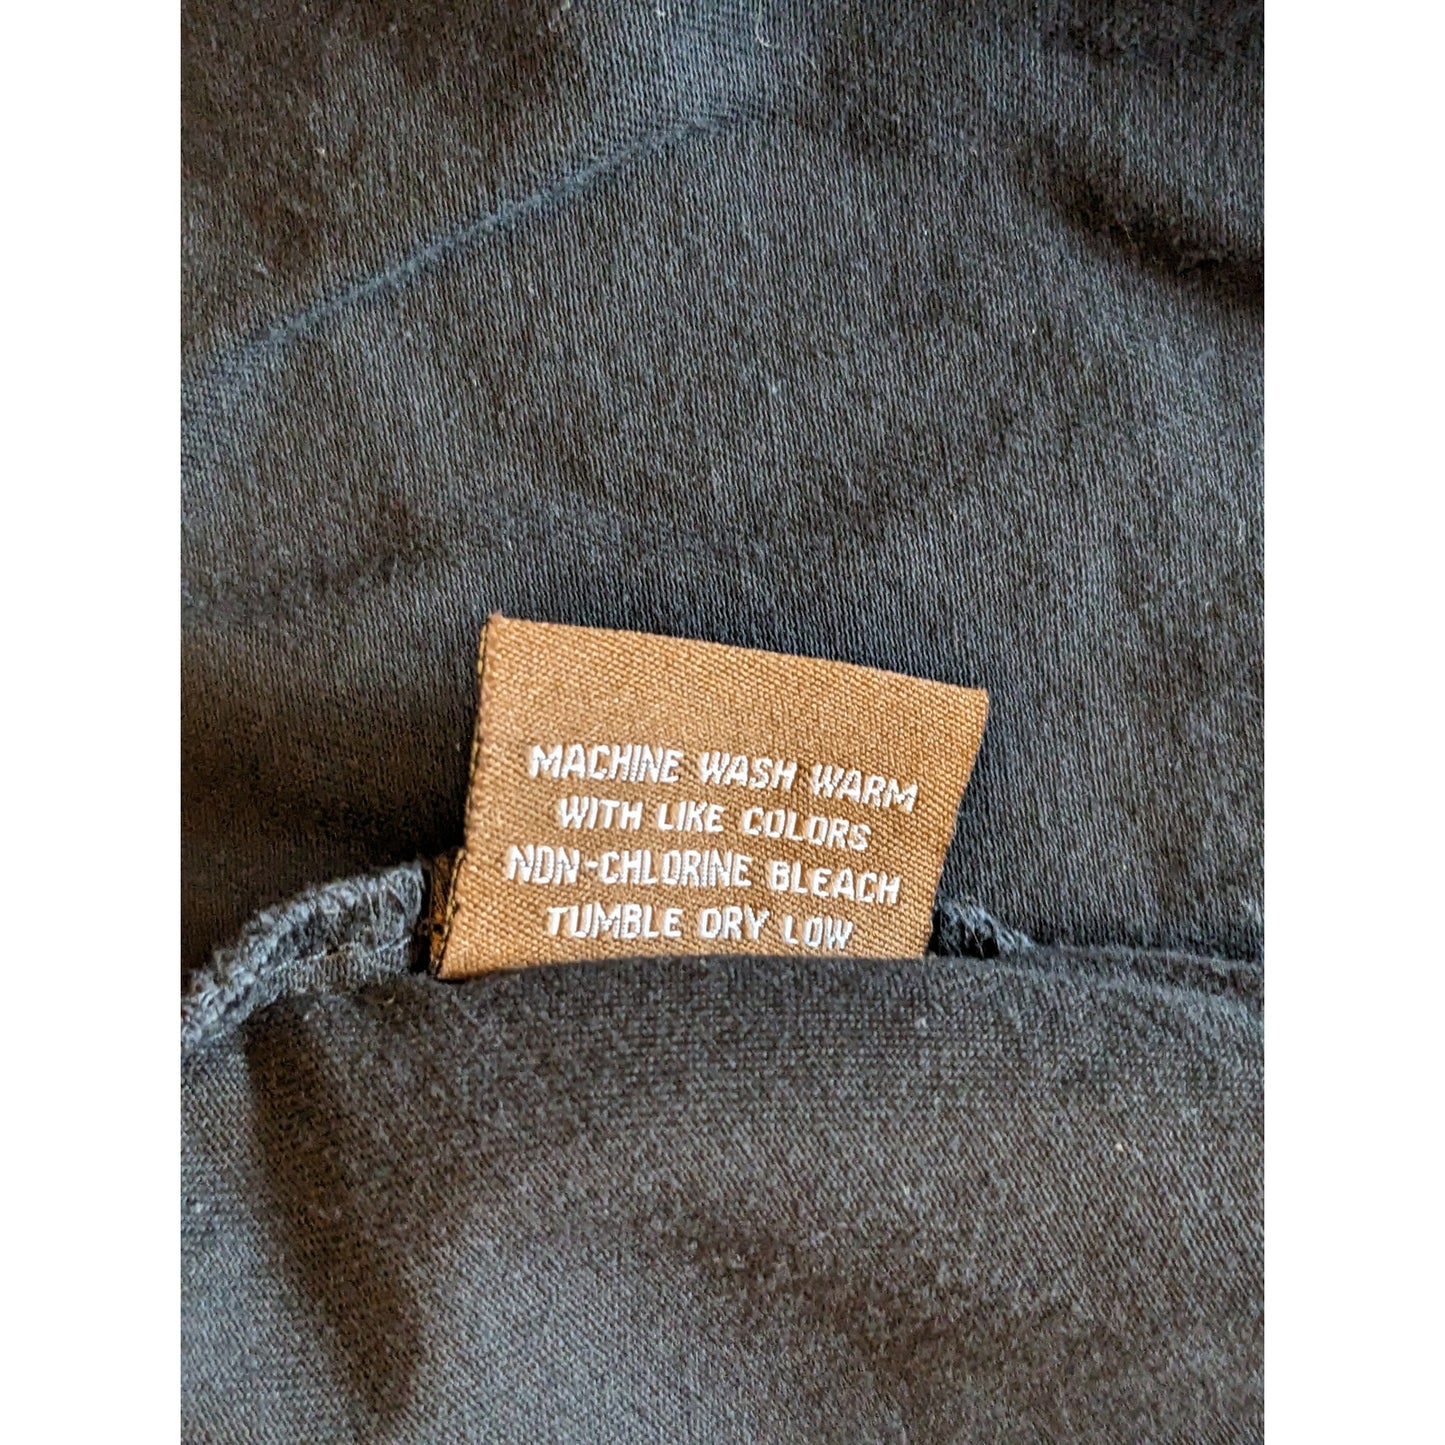 MACHINE WASH WARM
WITH LIKE COLORS
NON-CHLORINE BLEACH
TUMBLE DRY LOW